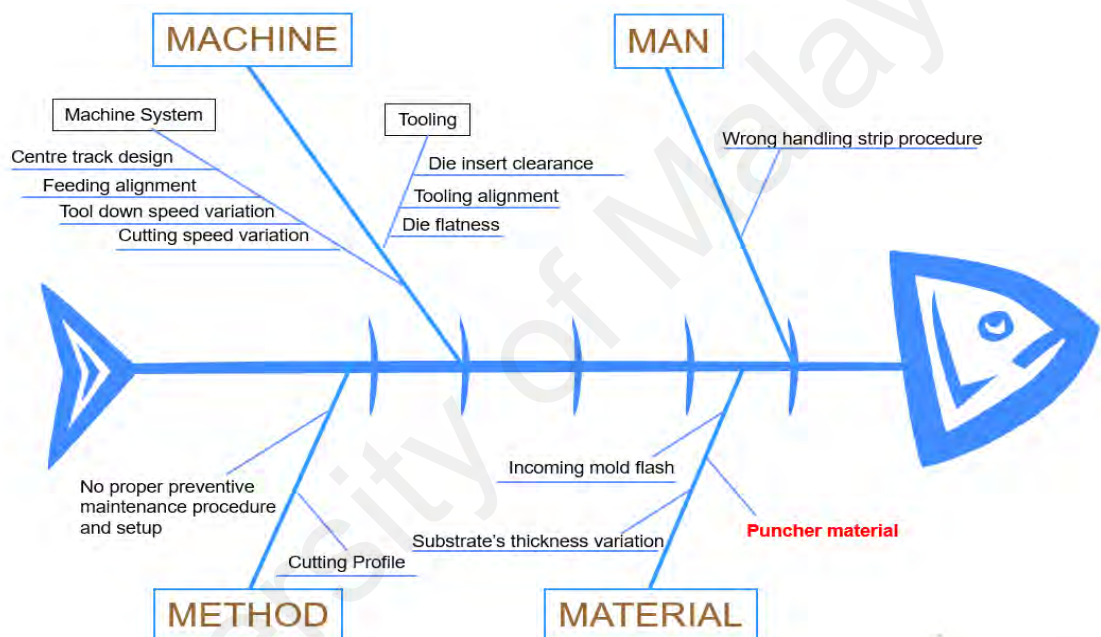 MACHINE
MAN
Machine System
Tooling
Centre track design
Feeding alignment
Tool down speed variation
Cutting speed variation
Die insert clearance
Tooling alignment
Die flatness
Wrong handling strip procedure
No proper preventive
maintenance procedure
and setup
Cutting Profile
Incoming mold flash
Substrate's thickness variation
Puncher material
METHOD
MATERIAL
of Malay